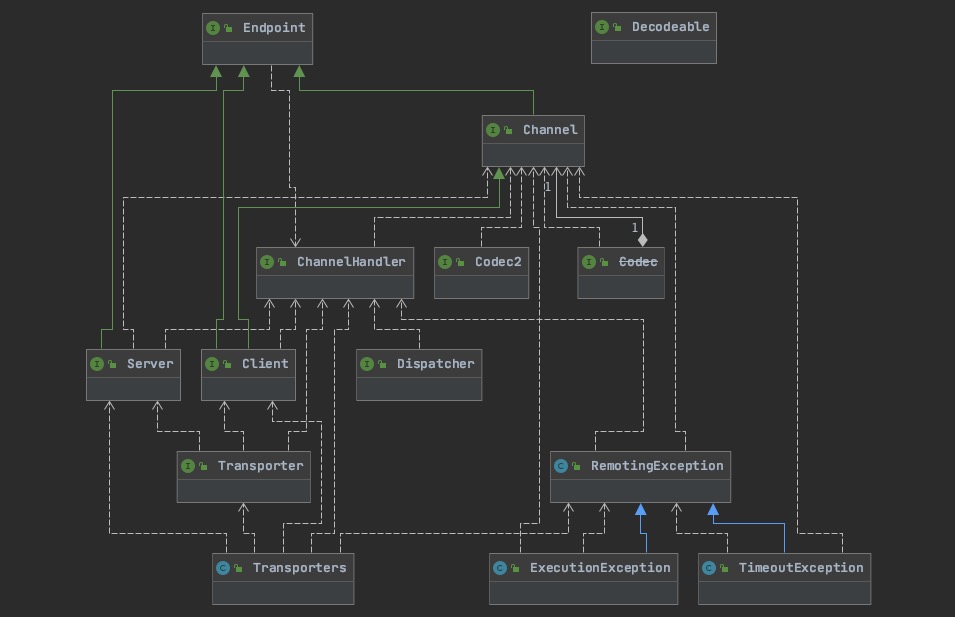 Endpoint
Decodeable
Channel
1
1
ChannelHandler
Codec2
Codec
Server
Client
Dispatcher
Transporter
RemotingException
Transporters
ExecutionException
TimeoutException